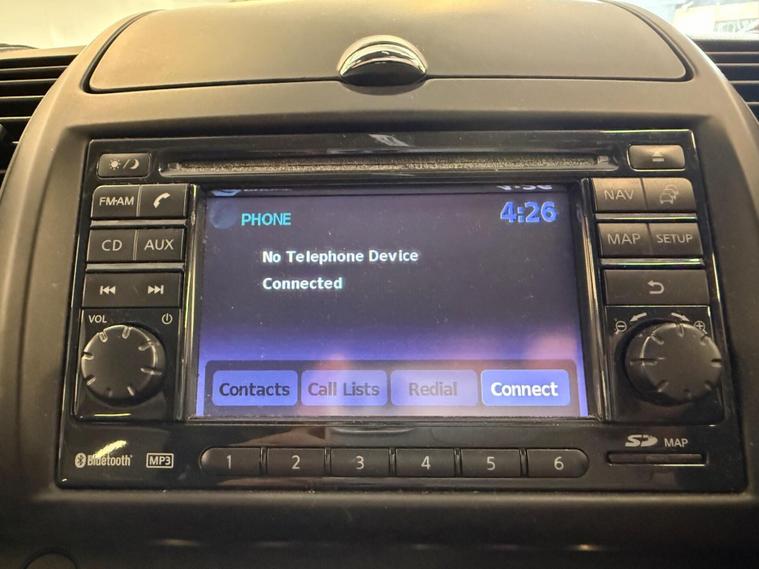 FM·AM
CD
AUX
VOL
PHONE
4:26
No Telephone Device
Connected
Contacts
Call Lists
Redial
Connect
NAV
MAP
SETUP
Bluetooth
MP3
1
2
3
4
5
6
SD
MAP